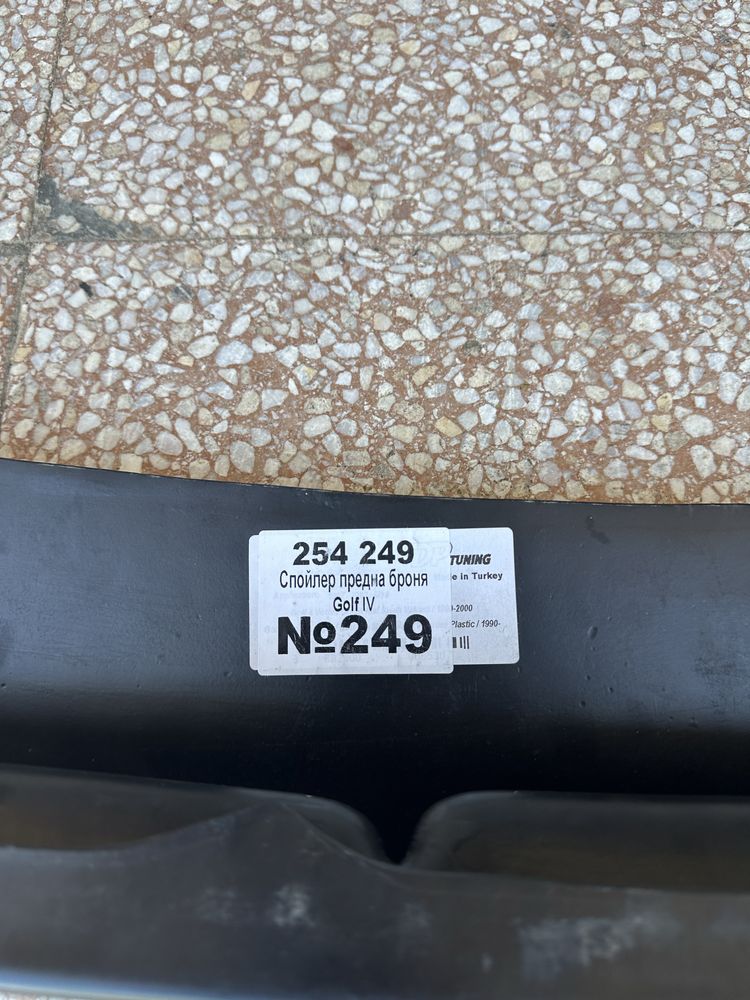 254 249
Спойлер предна броня
Golf IV
№249
TUNING
in Turkey
-2000
Plastic / 1990-